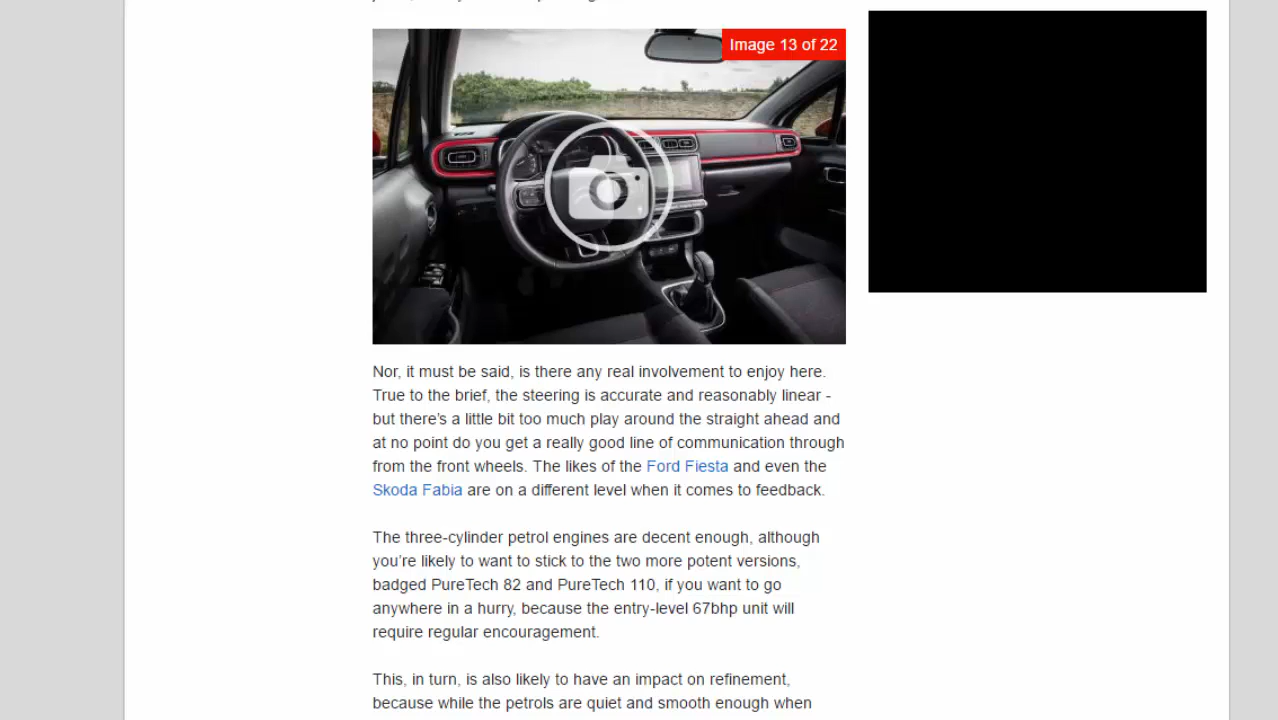 Image 13 of 22
Nor, it must be said, is there any real involvement to enjoy here.
True to the brief, the steering is accurate and reasonably linear -
but there's a little bit too much play around the straight ahead and
at no point do you get a really good line of communication through
from the front wheels. The likes of the Ford Fiesta and even the
Skoda Fabia are on a different level when it comes to feedback.
The three-cylinder petrol engines are decent enough, although
you're likely to want to stick to the two more potent versions,
badged PureTech 82 and PureTech 110, if you want to go
anywhere in a hurry, because the entry-level 67bhp unit will
require regular encouragement.
This, in turn, is also likely to have an impact on refinement,
because while the petrols are quiet and smooth enough when